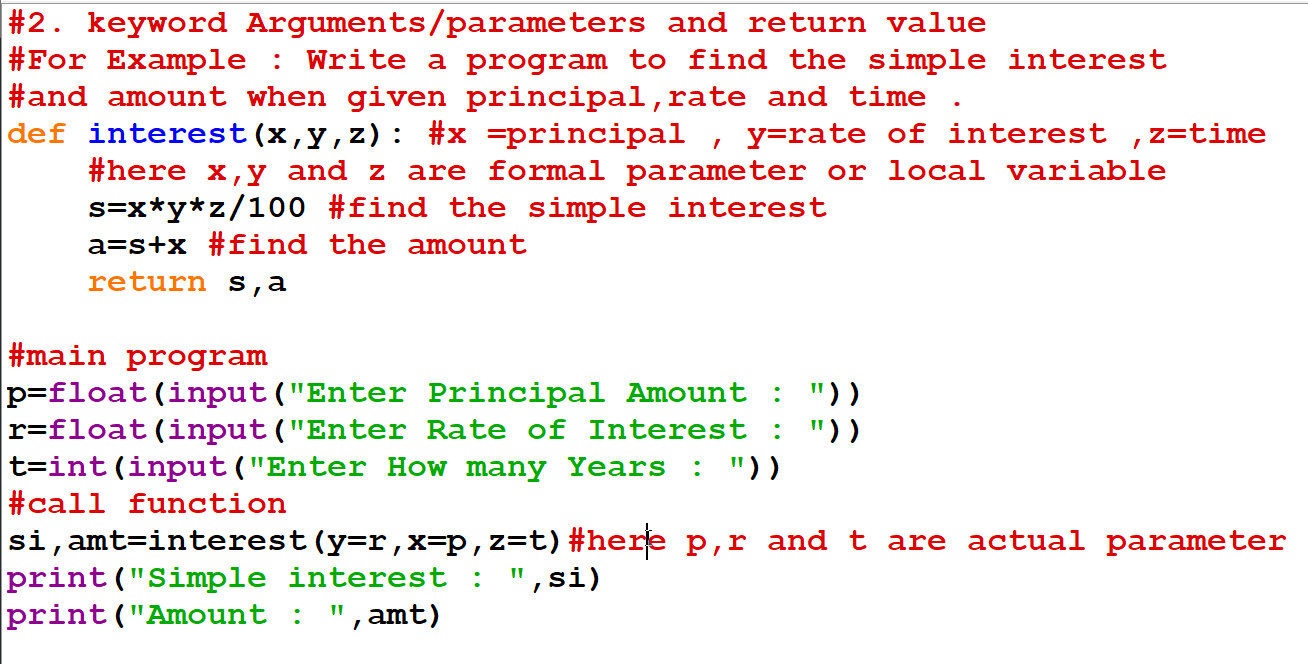 #2. keyword Arguments/parameters and return value
#For Example : Write a program to find the simple interest
#and amount when given principal,rate and time .
def interest(x,y,z): #x =principal , y=rate of interest ,z=time
    #here x,y and z are formal parameter or local variable
    s=x*y*z/100 #find the simple interest
    a=s+x #find the amount
    return s,a

#main program
p=float(input("Enter Principal Amount : "))
r=float(input("Enter Rate of Interest : "))
t=int(input("Enter How many Years : "))
#call function
si,amt=interest(y=r,x=p,z=t)#here p,r and t are actual parameter
print("Simple interest : ",si)
print("Amount : ",amt)